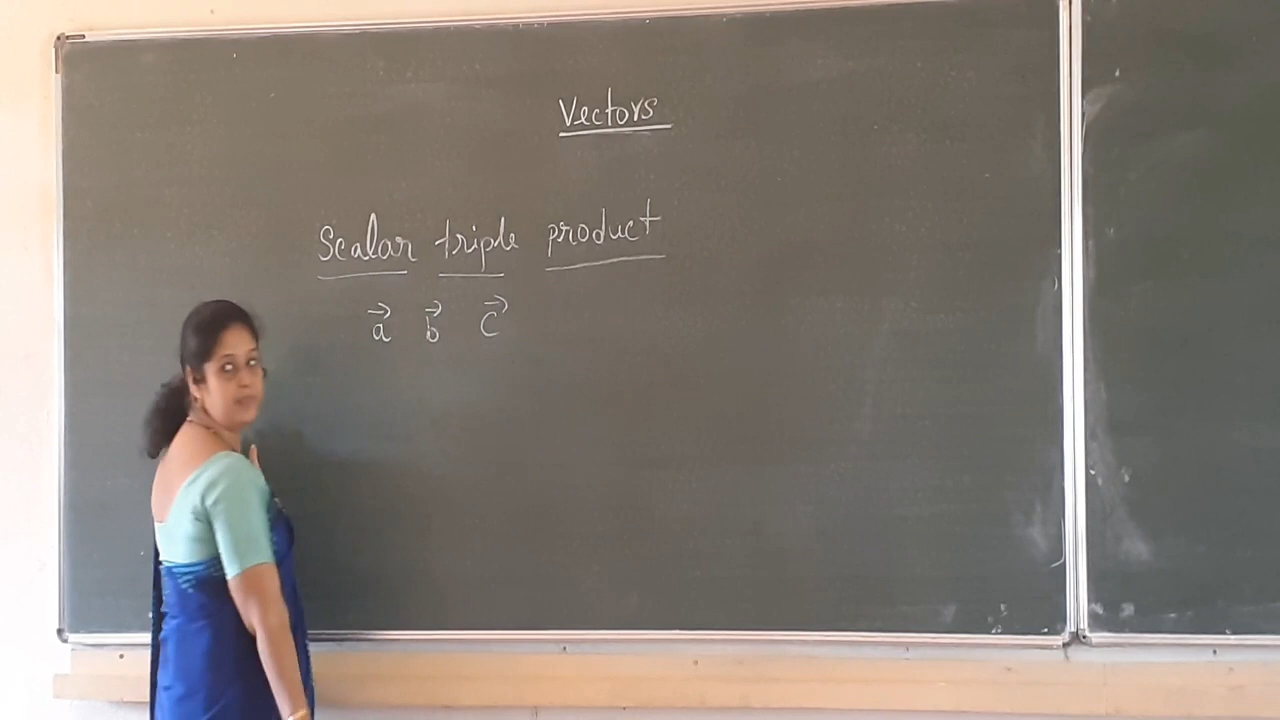 Vectors
Scalar triple product
a⃗ b⃗ c⃗